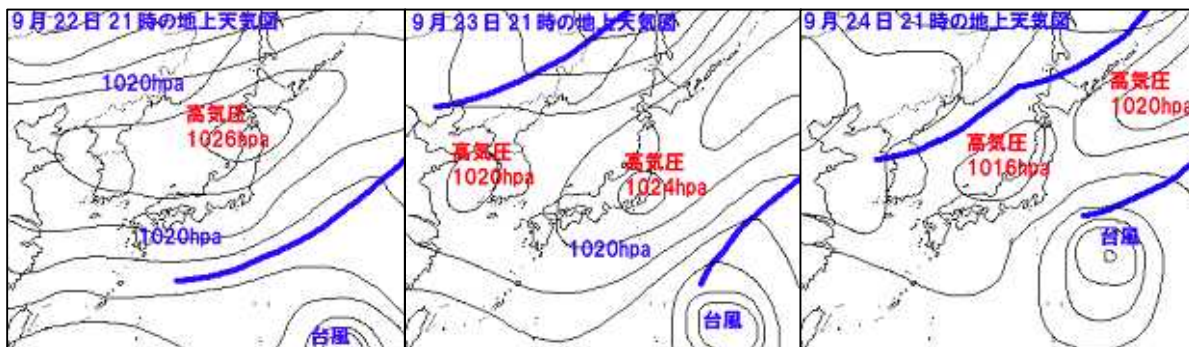 9月22日21時の地上天気図
1020hpa
高気圧
1026hpa
1020hpa
台風
9月23日21時の地上天気図
高気圧
1020hpa
高気圧
1024hpa
1020hpa
台風
9月24日21時の地上天気図
高気圧
1020hpa
高気圧
1016hpa
台風